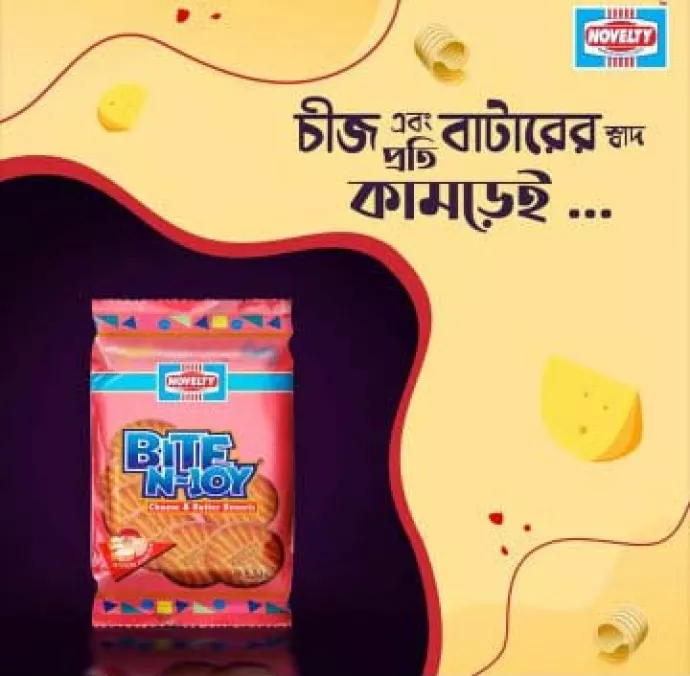 NOVELTY
চীজ এবং বাটারের স্বাদ
প্রতি
কামড়েই ...
NOVELTY
BITE
N-JOY
Cheese & Butter Biscuits